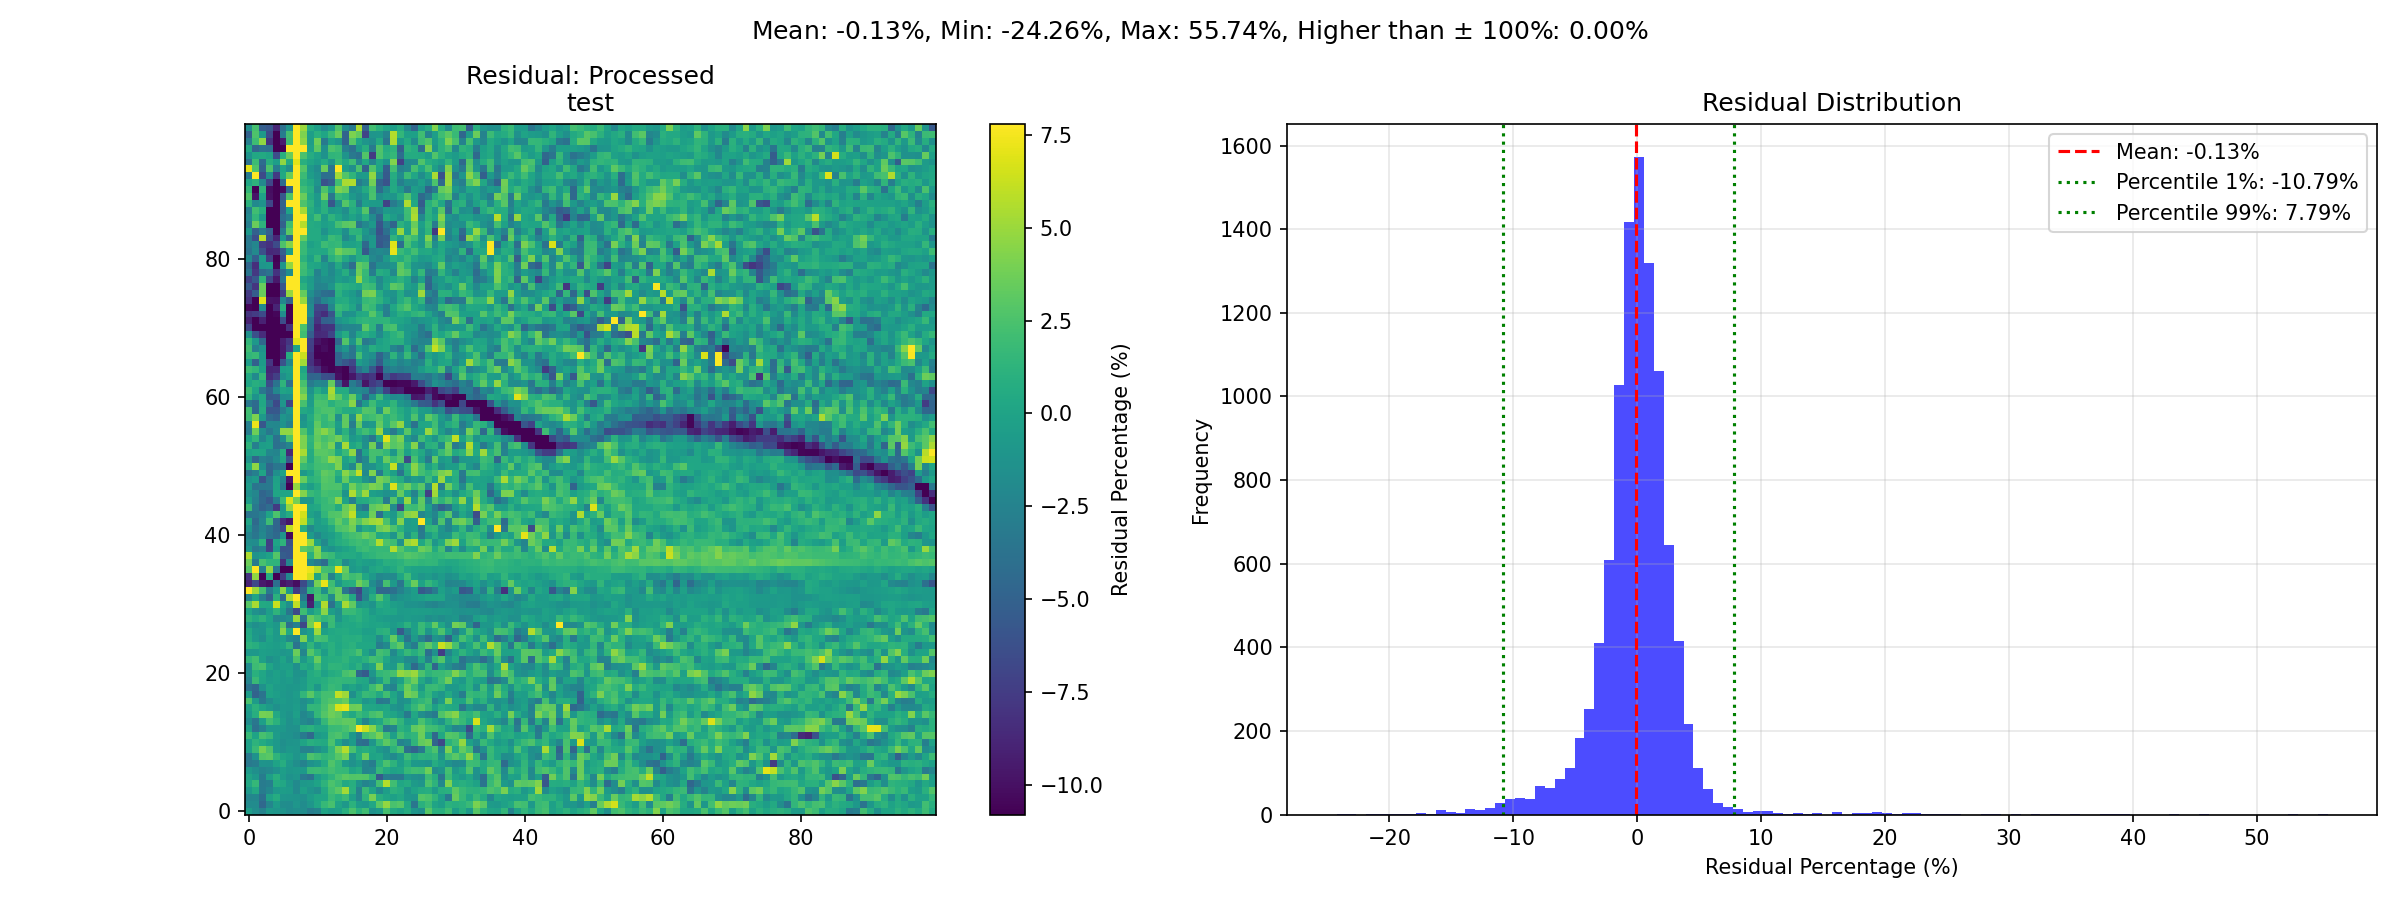 Mean: -0.13%, Min: -24.26%, Max: 55.74%, Higher than ± 100%: 0.00%
Residual: Processed
test
80
60
40
20
0
0 20 40 60 80
7.5
5.0
2.5
0.0
−2.5
−5.0
−7.5
−10.0
Residual Percentage (%)
Residual Distribution
Mean: -0.13%
Percentile 1%: -10.79%
Percentile 99%: 7.79%
1600
1400
1200
1000
800
600
400
200
0
Frequency
−20 −10 0 10 20 30 40 50
Residual Percentage (%)